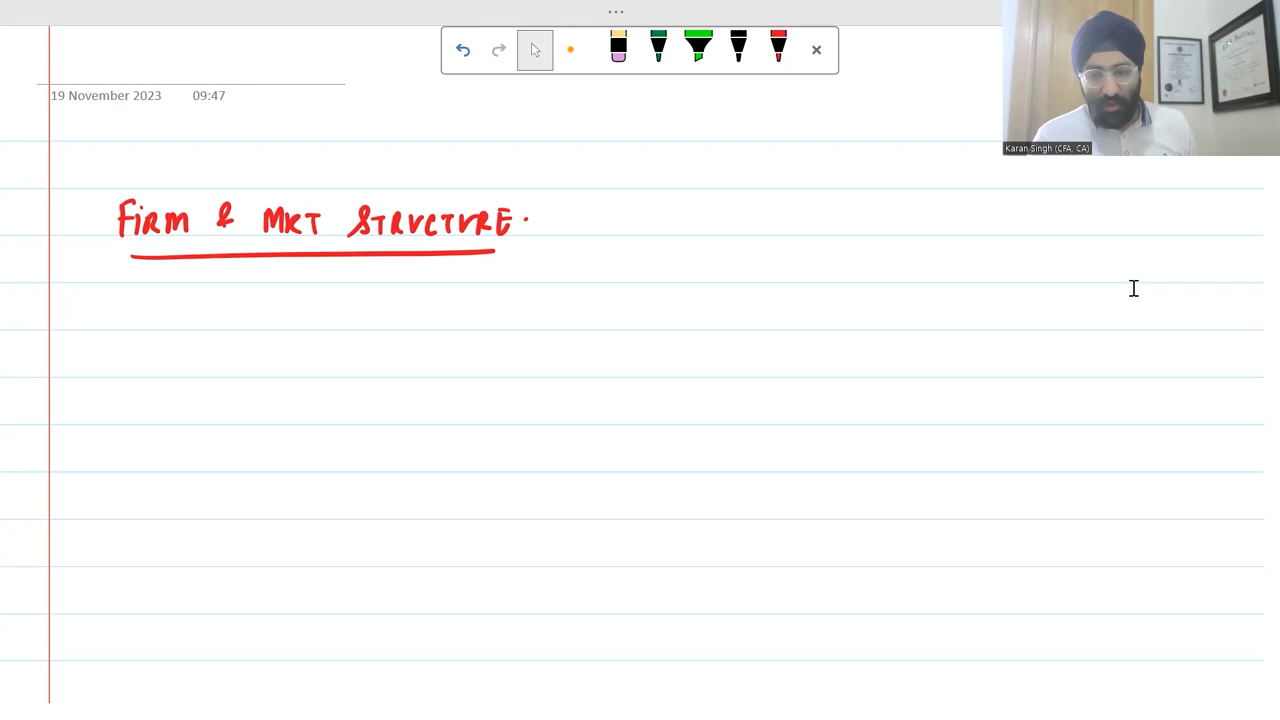 19 November 2023 09:47
Karan Singh (CFA, CA)
FiRM & MKT STRUCTURE.